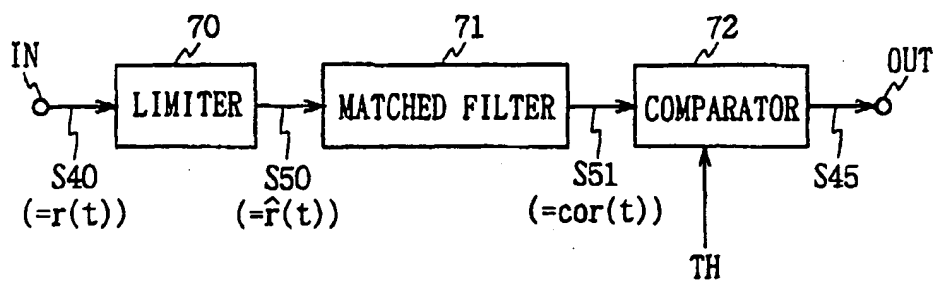 70
71
72
IN
OUT
LIMITER
MATCHED FILTER
COMPARATOR
S40
(=r(t))
S50
(=r̂(t))
S51
(=cor(t))
S45
TH